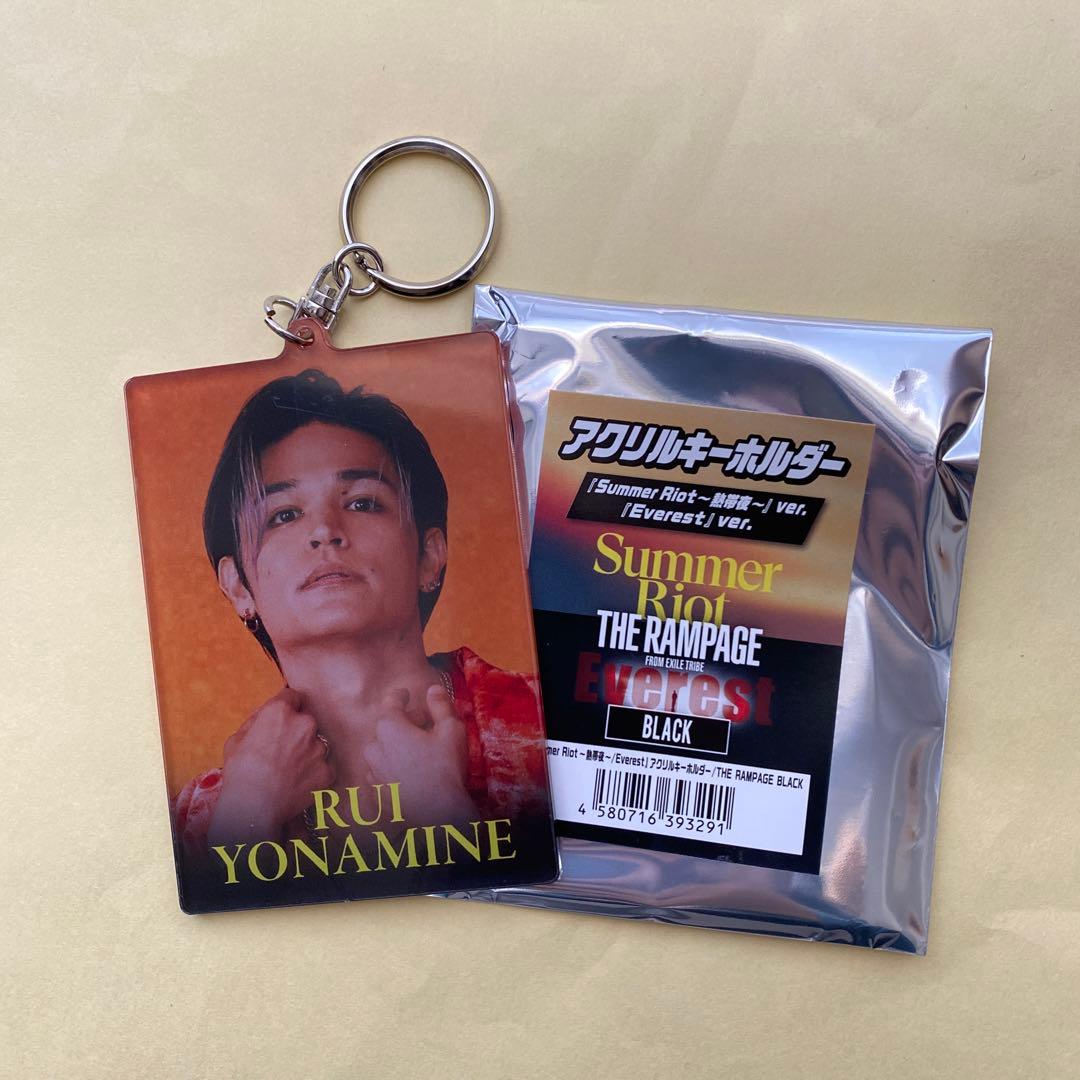 RUI
YONAMINE
アクリルキーホルダー
『Summer Riot～熱帯夜～』ver.
『Everest』ver.
Summer
Riot
THE RAMPAGE
FROM EXILE TRIBE
Everest
BLACK
mer Riot ～熱帯夜～/Everest』アクリルキーホルダー/THE RAMPAGE BLACK
4 580716 393291